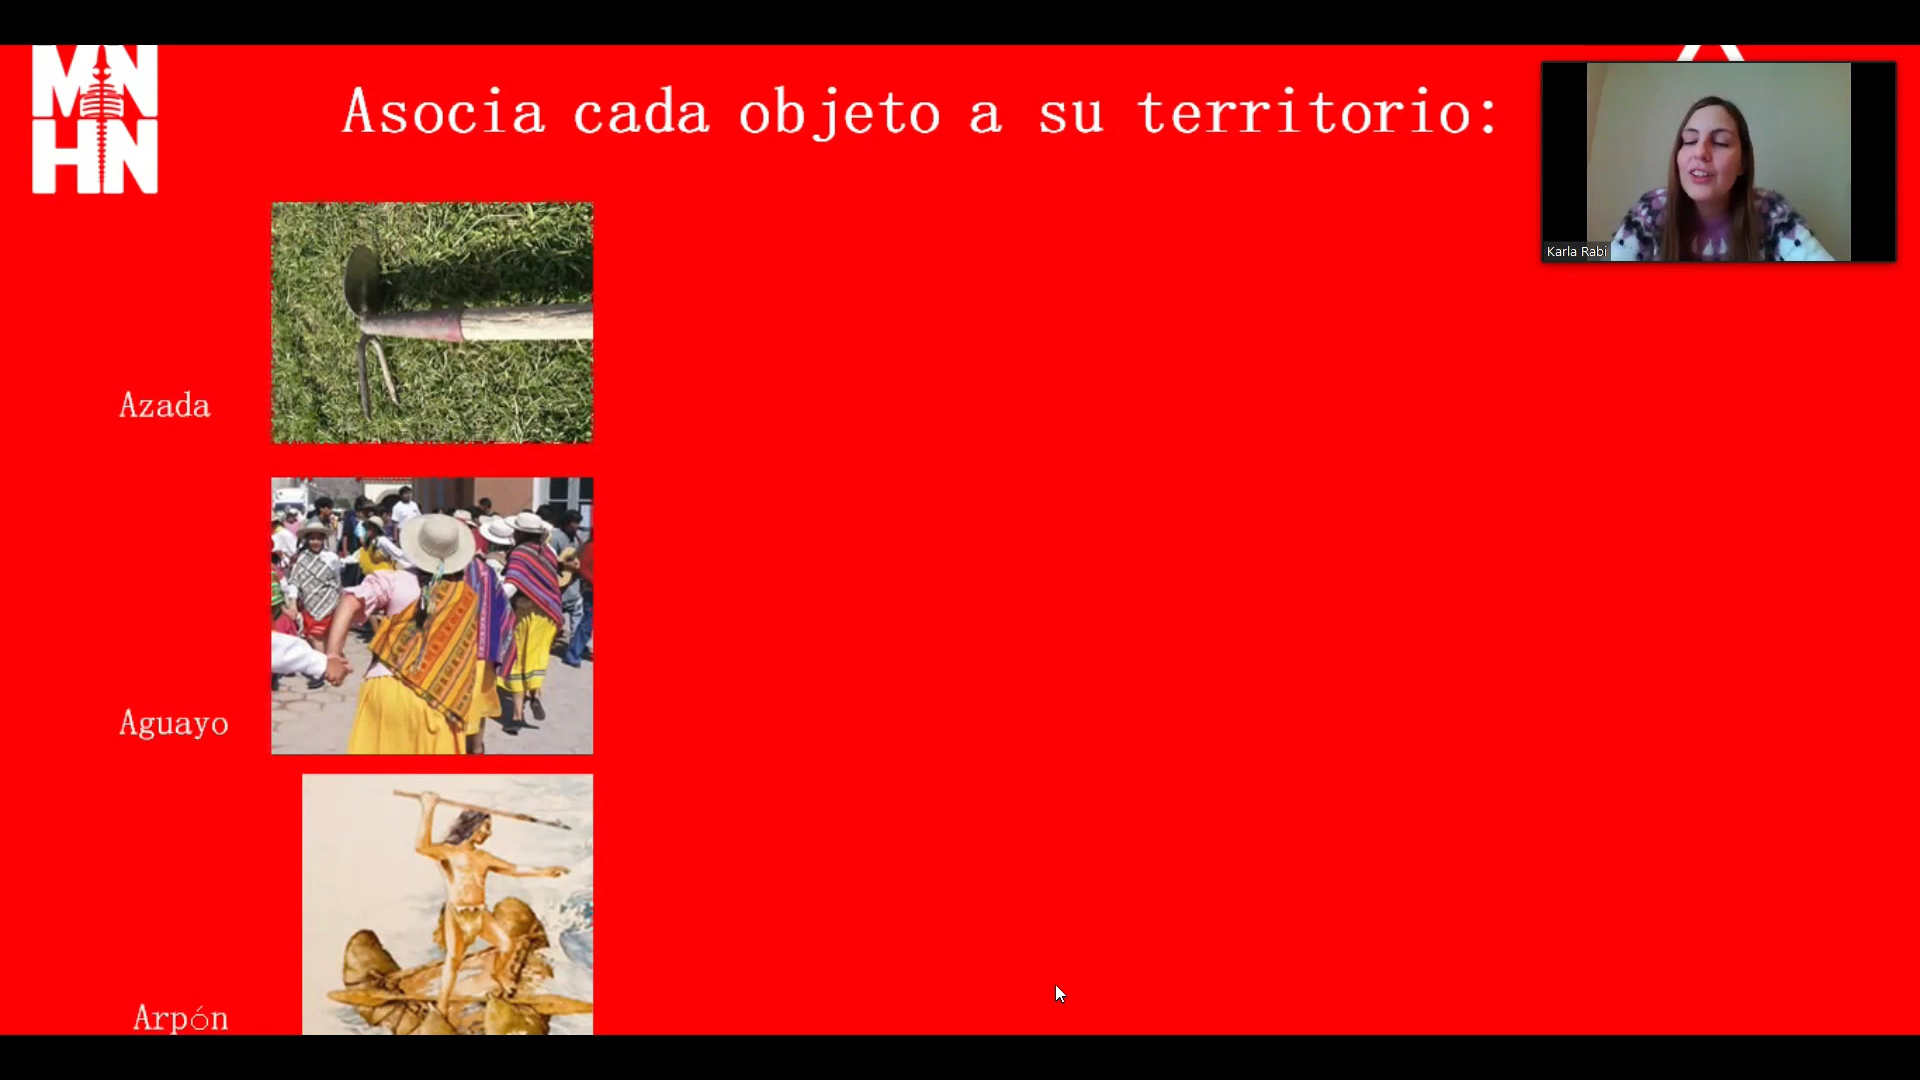 MN
HN
Asocia cada objeto a su territorio:
Karla Rabi
Azada
Aguayo
Arpón